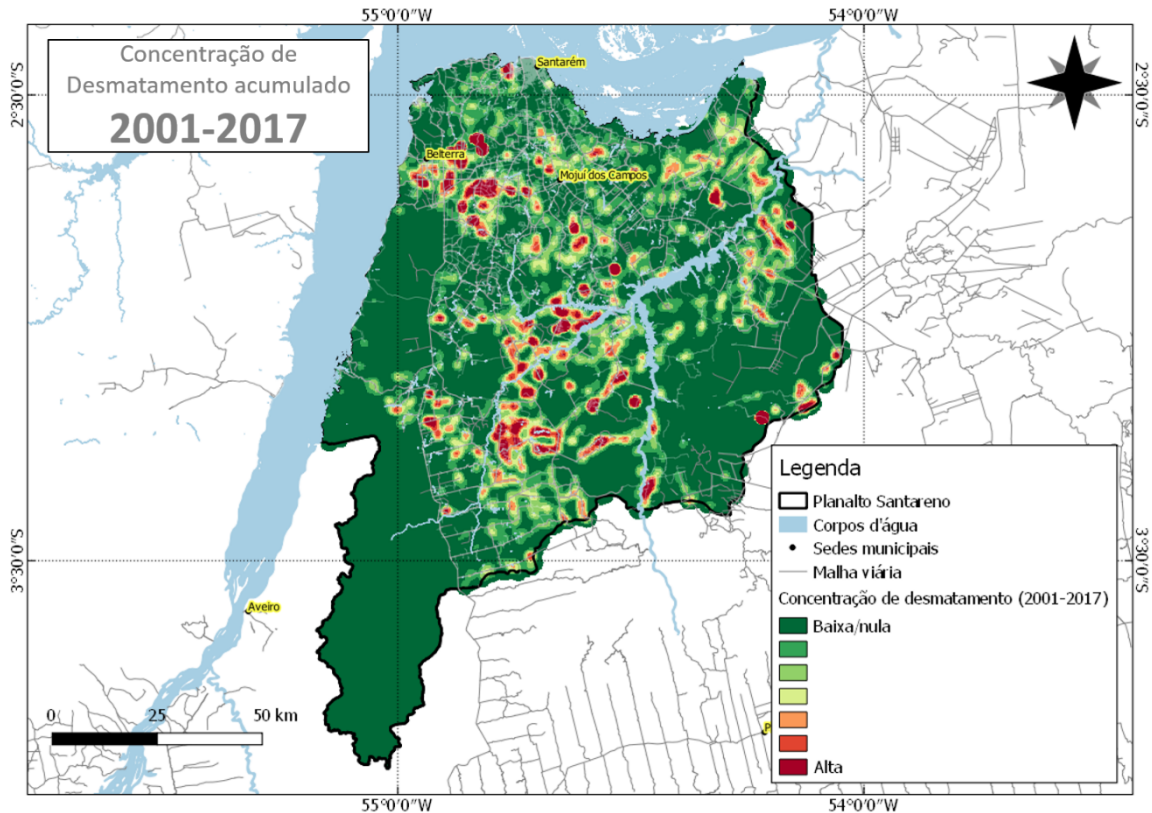 55°0'0"W
54°0'0"W
Concentração de
Desmatamento acumulado
2001-2017
Santarém
2°30'0"S
2°30'0"S
Belterra
Mojuí dos Campos
Legenda
Planalto Santareno
Corpos d'água
Sedes municipais
Malha viária
Concentração de desmatamento (2001-2017)
Baixa/nula
Alta
3°30'0"S
3°30'0"S
Aveiro
0 25 50 km
P
55°0'0"W
54°0'0"W